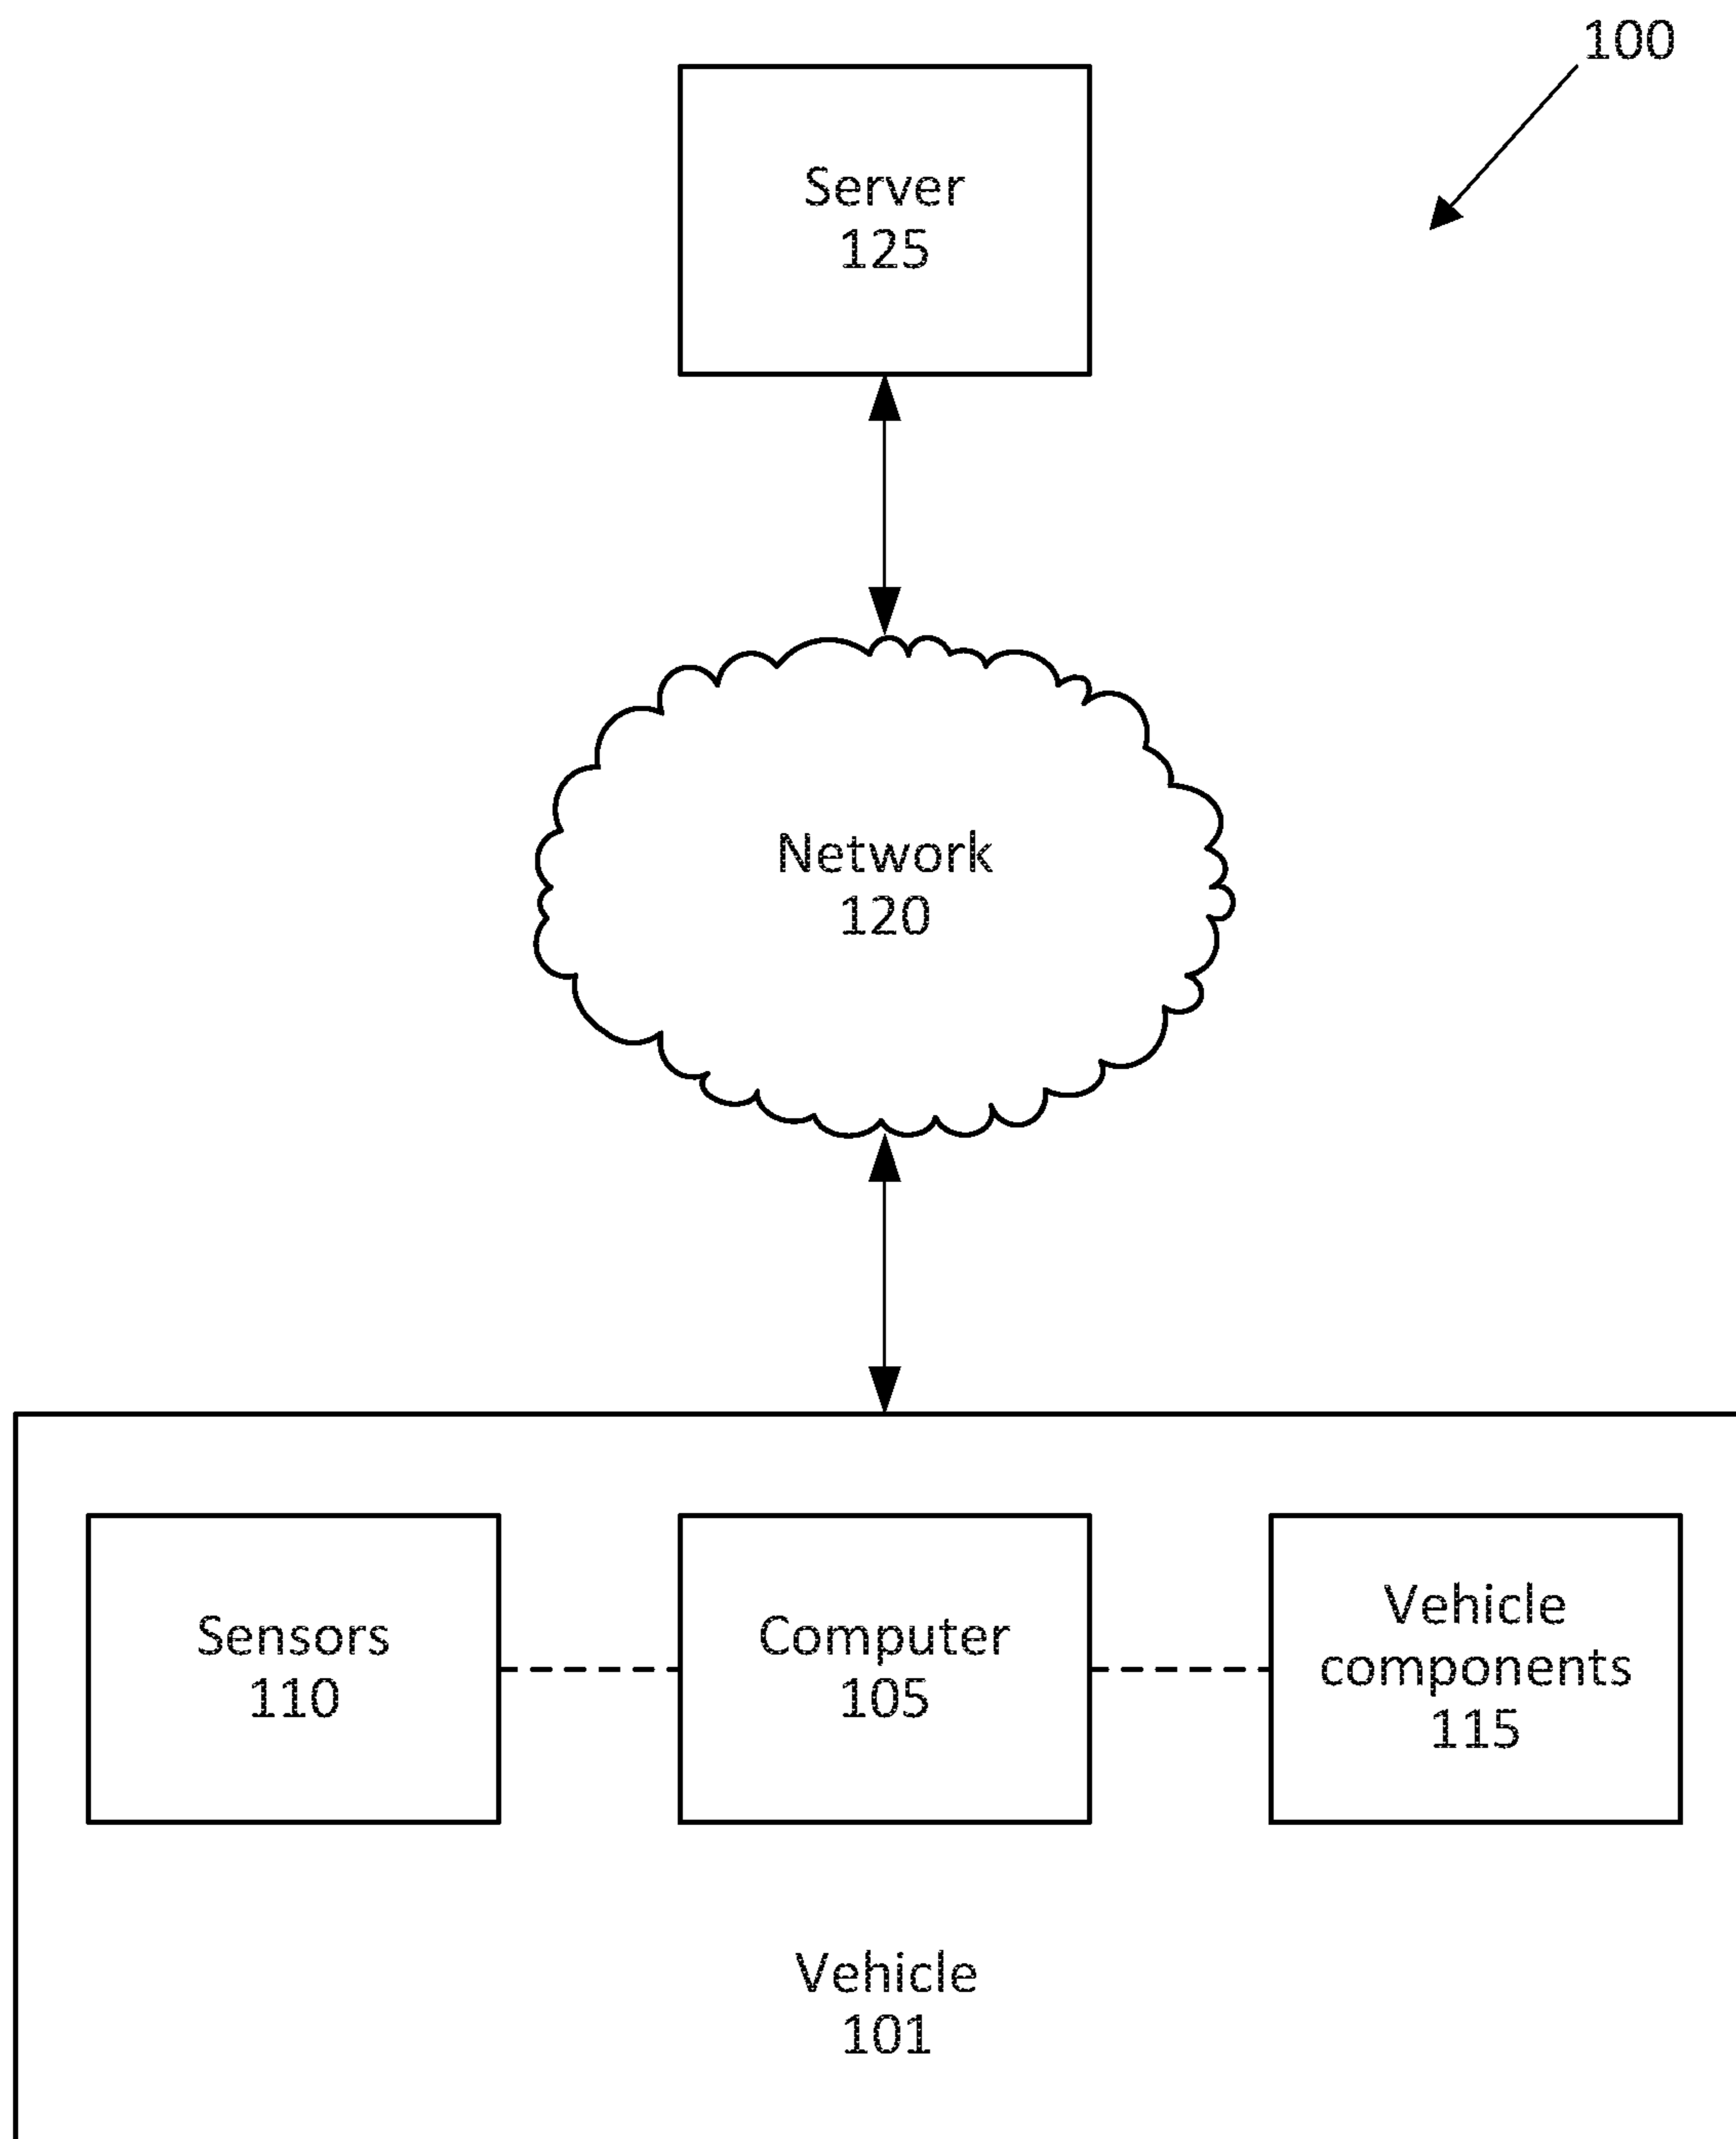 100
Server
125
Network
120
Sensors
110
Computer
105
Vehicle
components
115
Vehicle
101